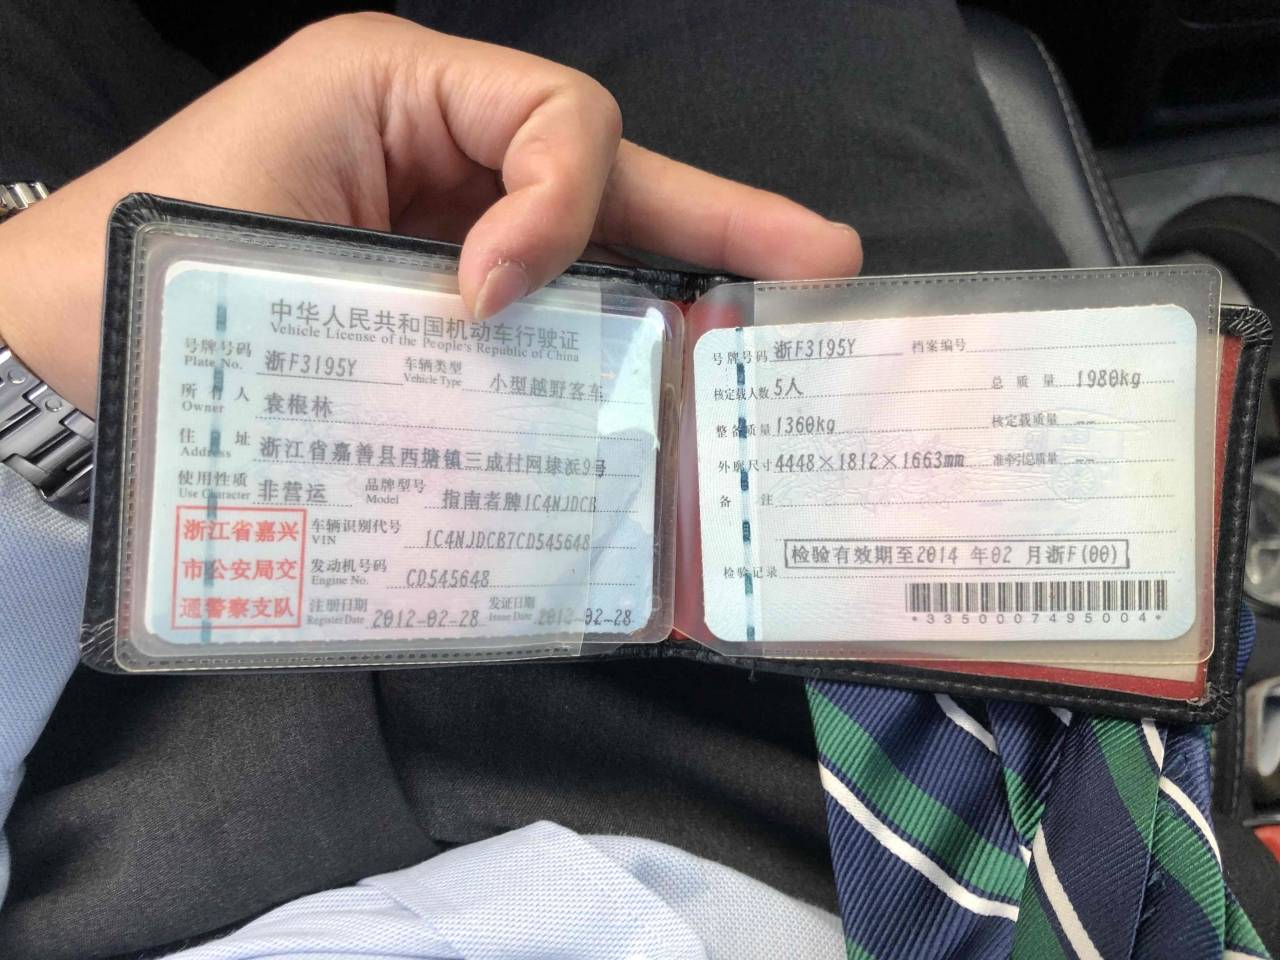 中华人民共和国机动车行驶证
Vehicle License of the People's Republic of China
号牌号码 浙F3195Y 车辆类型 小型越野客车
Plate No. Vehicle Type
所有人 袁根林
Owner
住址 浙江省嘉善县西塘镇三成村网埭浜9号
Address
使用性质 非营运 品牌型号 指南者牌1C4NJDCB
Use Character Model
浙江省嘉兴
市公安局交
通警察支队
车辆识别代号 1C4NJDCB7CD545648
VIN
发动机号码 CD545648
Engine No.
注册日期 2012-02-28 发证日期 2012-02-28
Register Date Issue Date
号牌号码 浙F3195Y 档案编号
核定载人数 5人 总质量 1980kg
整备质量 1360kg 核定载质量 --
外廓尺寸 4448×1812×1663mm 准牵引总质量 --
备注
检验有效期至2014 年02 月浙F(00)
检验记录
*3350007495004*